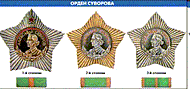 ОРДЕН СУВОРОВА
1-й степени
2-й степени
3-й степени